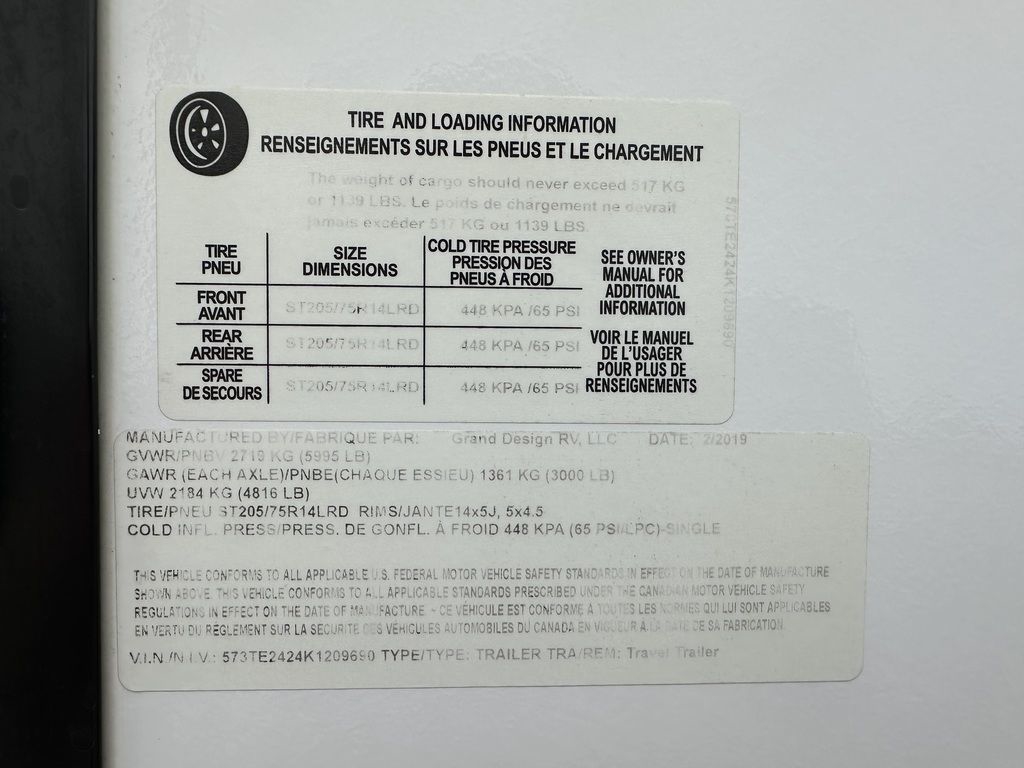 TIRE AND LOADING INFORMATION
RENSEIGNEMENTS SUR LES PNEUS ET LE CHARGEMENT
The weight of cargo should never exceed 517 KG
or 1139 LBS. Le poids de chargement ne devrait
jamais excéder 517 KG ou 1139 LBS.
TIRE PNEU
SIZE DIMENSIONS
COLD TIRE PRESSURE PRESSION DES PNEUS À FROID
SEE OWNER'S MANUAL FOR ADDITIONAL INFORMATION
FRONT AVANT
ST205/75R14LRD
448 KPA /65 PSI
REAR ARRIÈRE
ST205/75R14LRD
448 KPA /65 PSI
VOIR LE MANUEL DE L'USAGER POUR PLUS DE RENSEIGNEMENTS
SPARE DE SECOURS
ST205/75R14LRD
448 KPA /65 PSI
573TE2424K1209690
MANUFACTURED BY/FABRIQUE PAR: Grand Design RV, LLC DATE: 2/2019
GVWR/PNBV 2719 KG (5995 LB)
GAWR (EACH AXLE)/PNBE(CHAQUE ESSIEU) 1361 KG (3000 LB)
UVW 2184 KG (4816 LB)
TIRE/PNEU ST205/75R14LRD RIMS/JANTE14x5J, 5x4.5
COLD INFL. PRESS/PRESS. DE GONFL. À FROID 448 KPA (65 PSI/LPC)-SINGLE
THIS VEHICLE CONFORMS TO ALL APPLICABLE U.S. FEDERAL MOTOR VEHICLE SAFETY STANDARDS IN EFFECT ON THE DATE OF MANUFACTURE
SHOWN ABOVE. THIS VEHICLE CONFORMS TO ALL APPLICABLE STANDARDS PRESCRIBED UNDER THE CANADIAN MOTOR VEHICLE SAFETY
REGULATIONS IN EFFECT ON THE DATE OF MANUFACTURE - CE VÉHICULE EST CONFORME A TOUTES LES NORMES QUI LUI SONT APPLICABLES
EN VERTU DU RÈGLEMENT SUR LA SECURITE DES VÉHICULES AUTOMOBILES DU CANADA EN VIGUEUR A LA DATE DE SA FABRICATION.
V.I.N./N.I.V.: 573TE2424K1209690 TYPE/TYPE: TRAILER TRA/REM: Travel Trailer